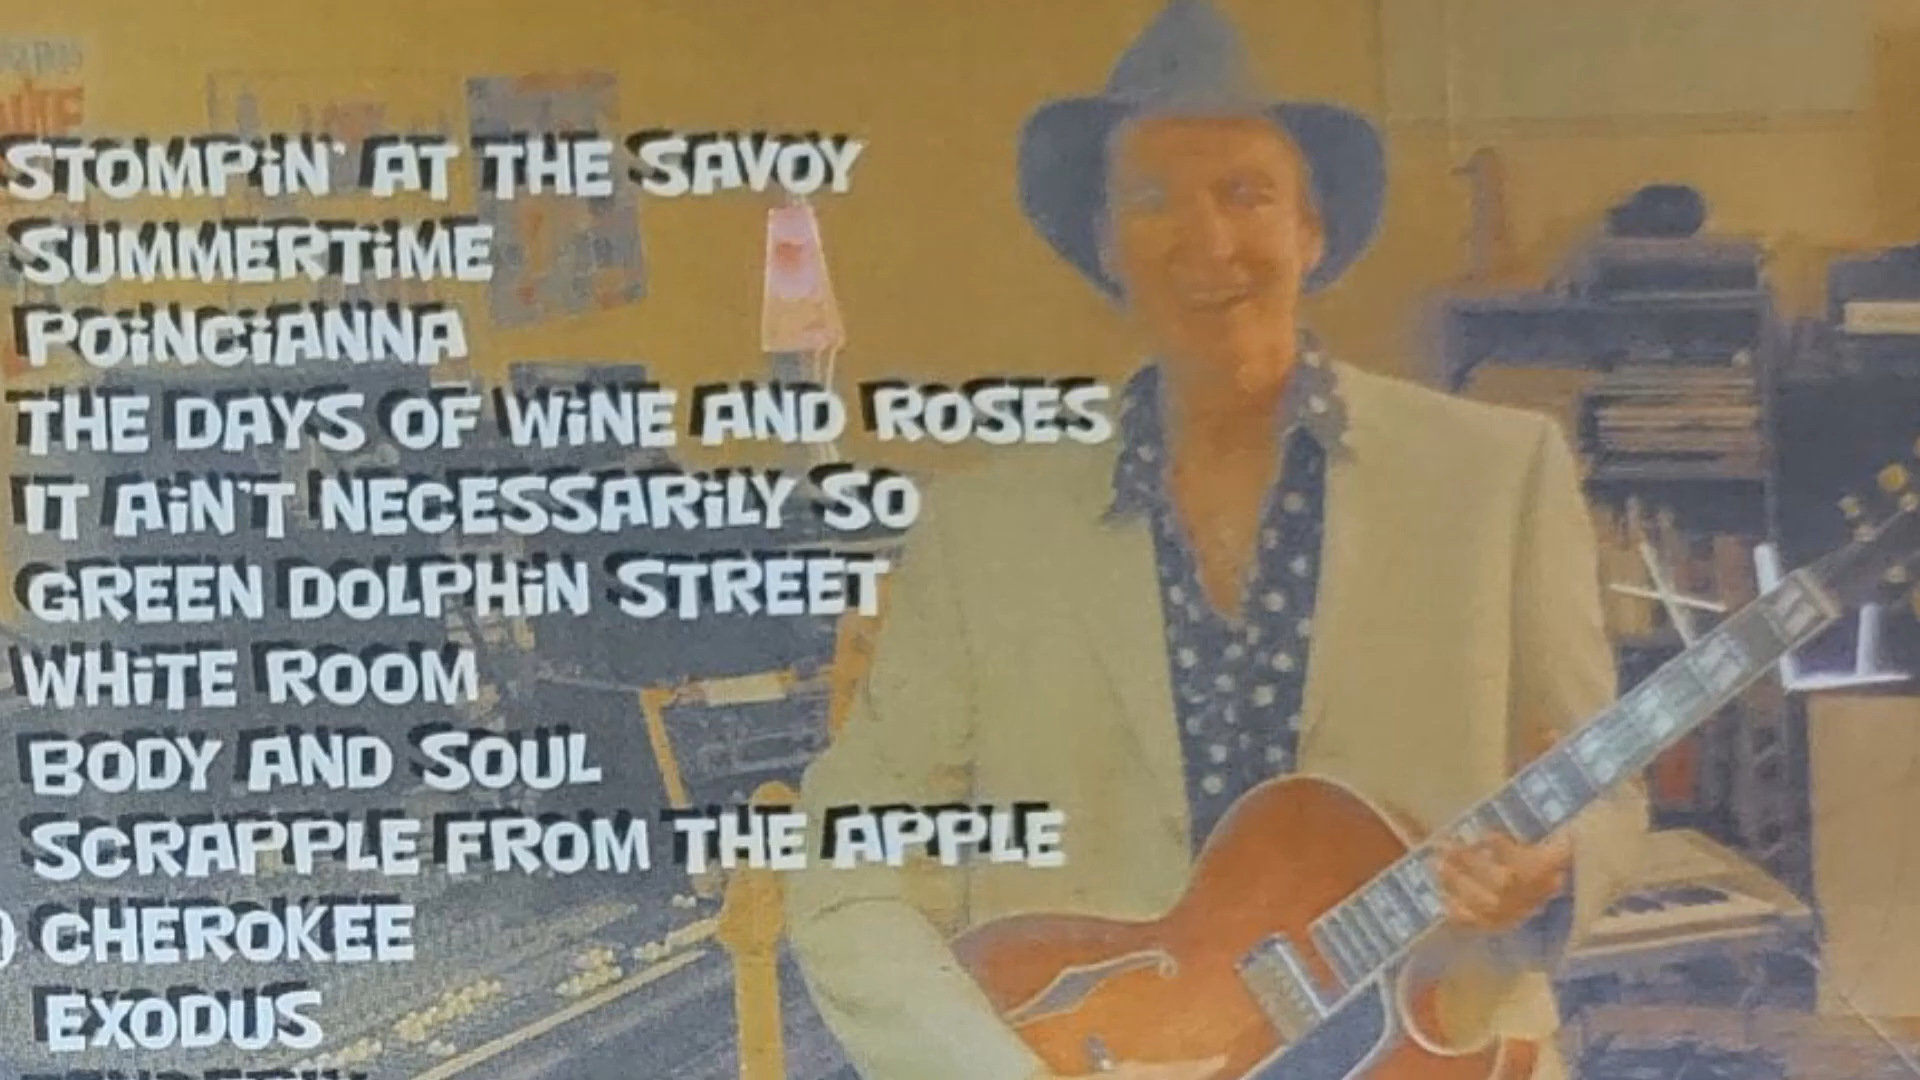 STOMPiN' AT THE SAVOY
SUMMERTiME
POiNCiANNA
THE DAYS OF WiNE AND ROSES
IT AiN'T NECESSARiLY SO
GREEN DOLPHiN STREET
WHiTE ROOM
BODY AND SOUL
SCRAPPLE FROM THE APPLE
) CHEROKEE
EXODUS